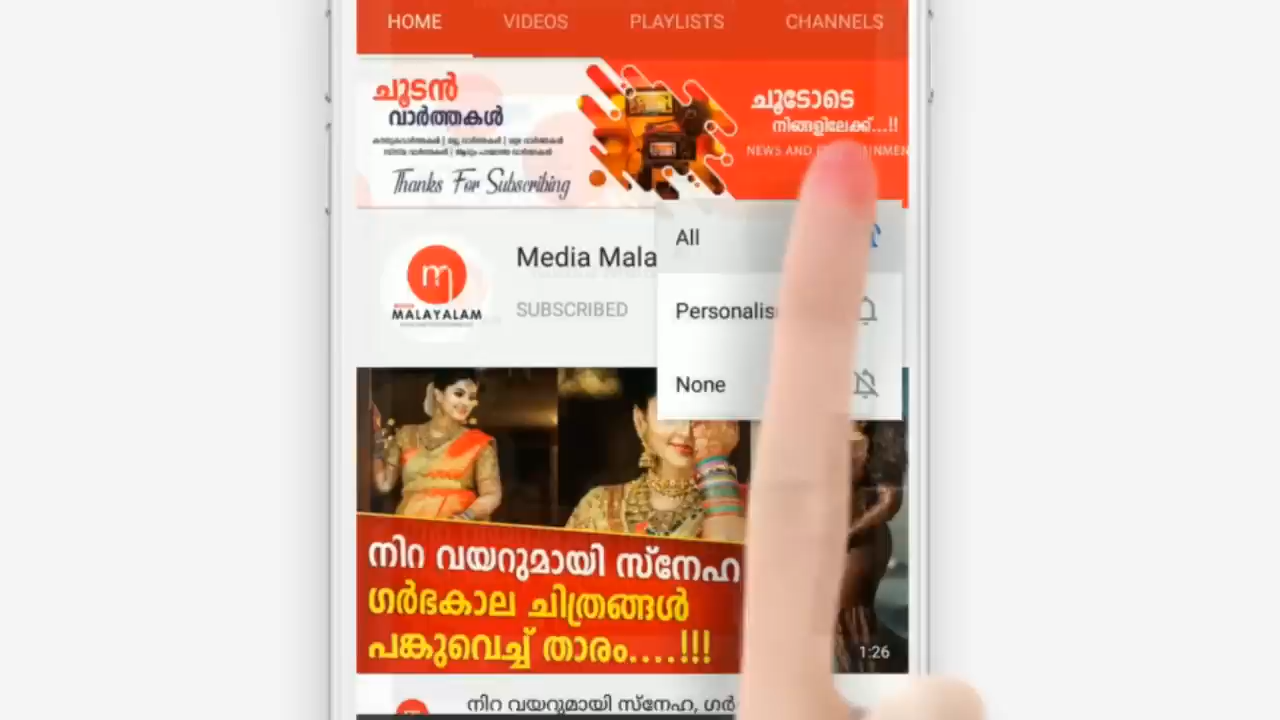 HOME VIDEOS PLAYLISTS CHANNELS
ചൂടൻ
വാർത്തകൾ
Thanks For Subscribing
ചൂടോടെ
നിങ്ങളിലേക്ക്...!!
NEWS AND
Media Mala
SUBSCRIBED
MALAYALAM
All
Personalis
None
നിറ വയറുമായി സ്നേഹ
ഗർഭകാല ചിത്രങ്ങൾ
പങ്കുവെച്ച് താരം....!!!
1:26
നിറ വയറുമായി സ്നേഹ, ഗർ